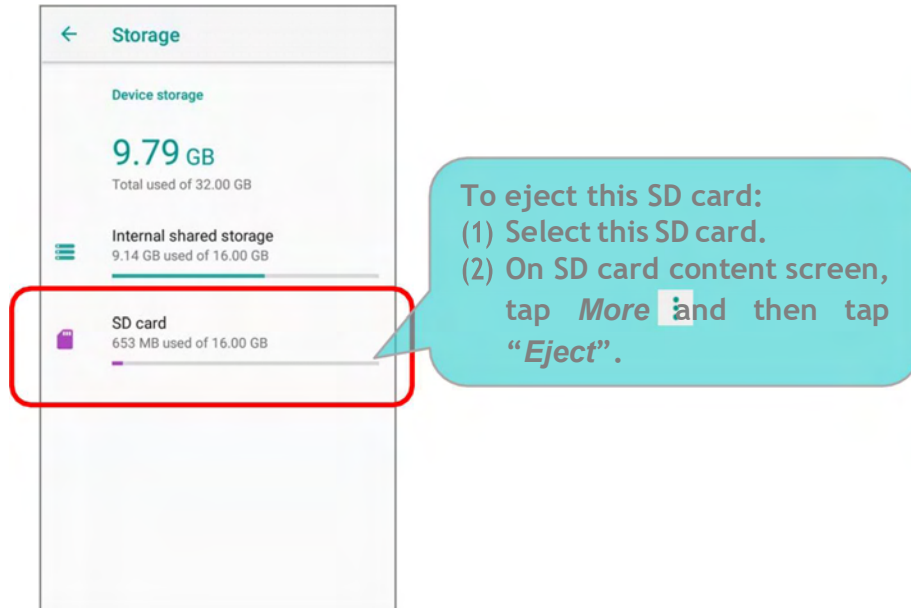 Storage
Device storage
9.79 GB
Total used of 32.00 GB
Internal shared storage
9.14 GB used of 16.00 GB
SD card
653 MB used of 16.00 GB
To eject this SD card:
(1) Select this SD card.
(2) On SD card content screen,
tap More and then tap
“Eject”.